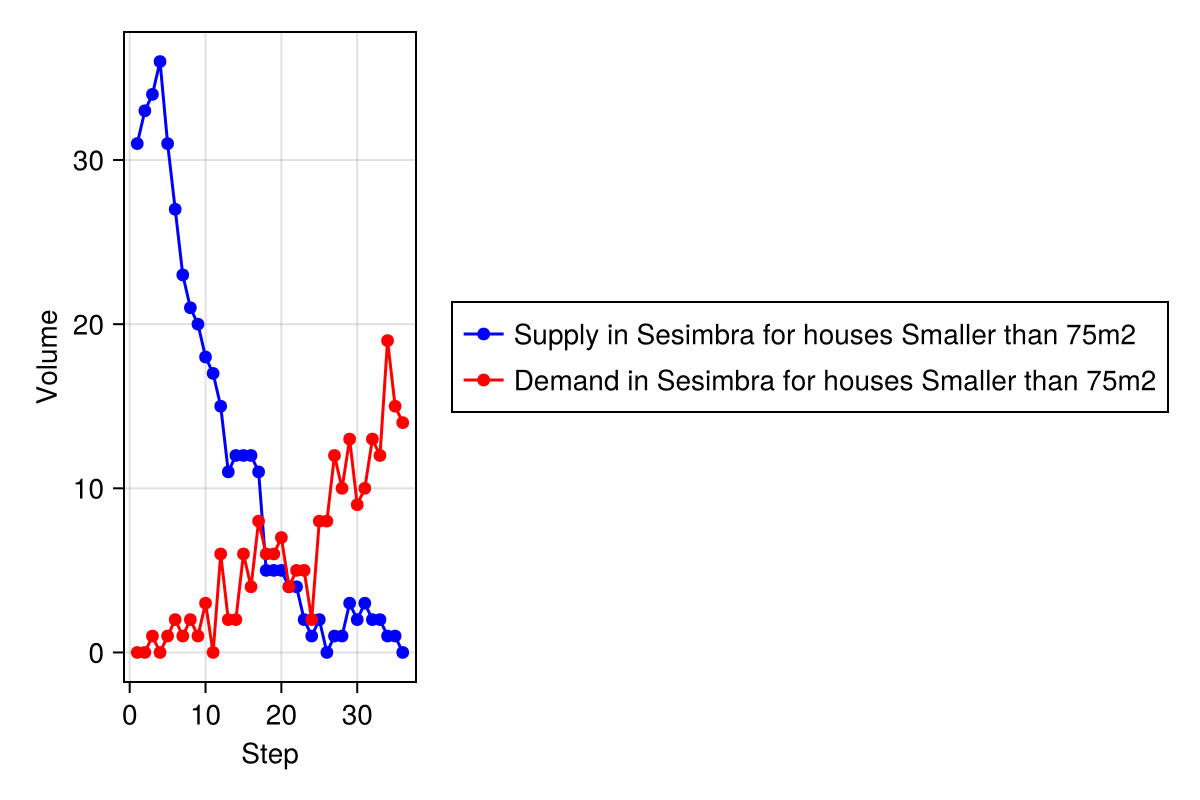 30
20
10
0
Volume
0 10 20 30
Step
Supply in Sesimbra for houses Smaller than 75m2
Demand in Sesimbra for houses Smaller than 75m2